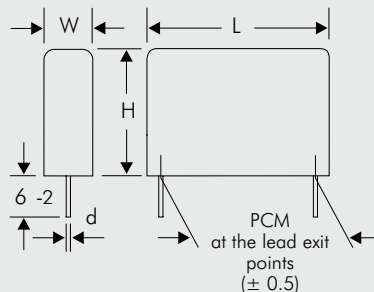 W
L
H
6 -2
d
PCM
at the lead exit
points
(± 0.5)